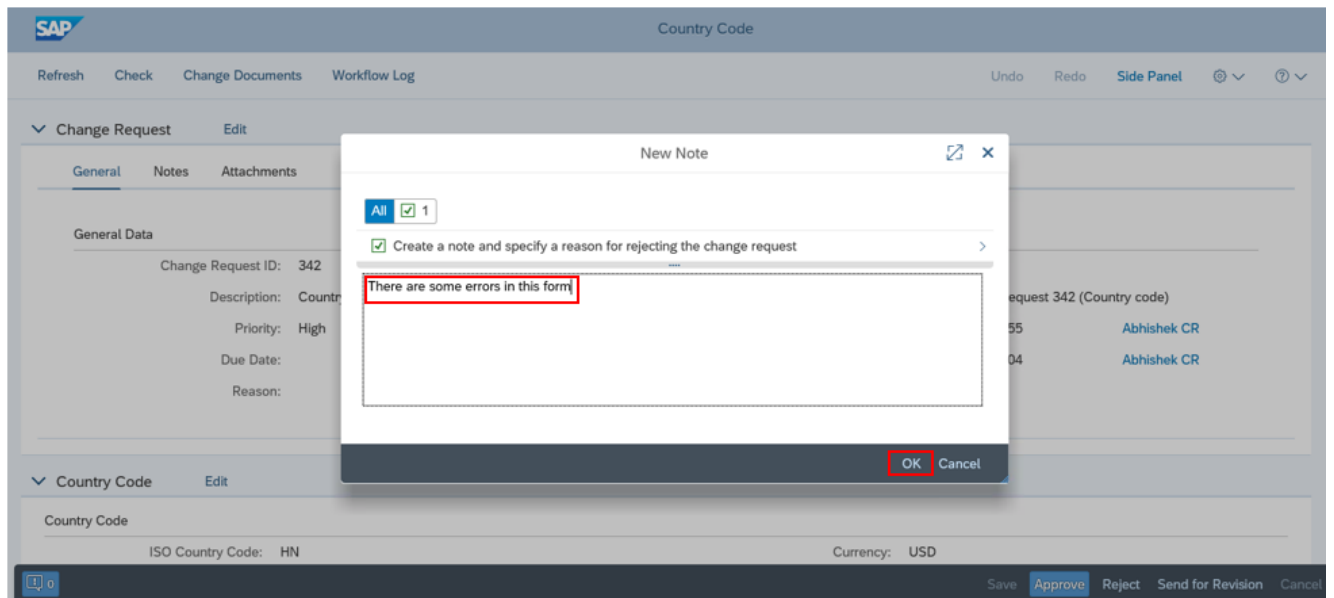 SAP
Country Code
Refresh Check Change Documents Workflow Log Undo Redo Side Panel
Change Request Edit
General Notes Attachments
General Data
Change Request ID: 342
Description: Countr
equest 342 (Country code)
Priority: High
55 Abhishek CR
Due Date:
04 Abhishek CR
Reason:
New Note
All 1
Create a note and specify a reason for rejecting the change request
There are some errors in this form
OK Cancel
Country Code Edit
Country Code
ISO Country Code: HN Currency: USD
0 Save Approve Reject Send for Revision Cancel